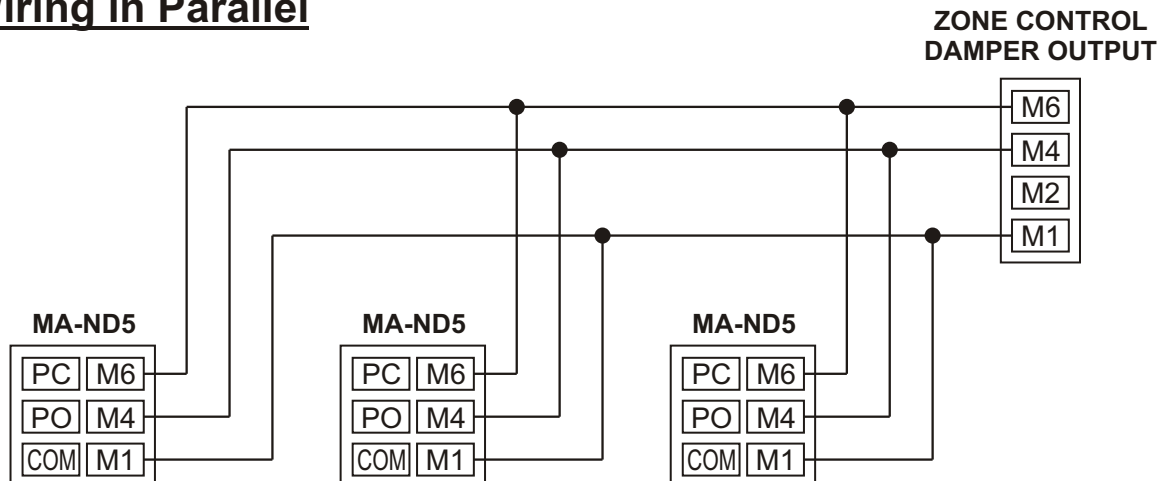 Wiring in Parallel
ZONE CONTROL
DAMPER OUTPUT
M6
M4
M2
M1
MA-ND5 MA-ND5 MA-ND5
PC M6 PC M6 PC M6
PO M4 PO M4 PO M4
COM M1 COM M1 COM M1